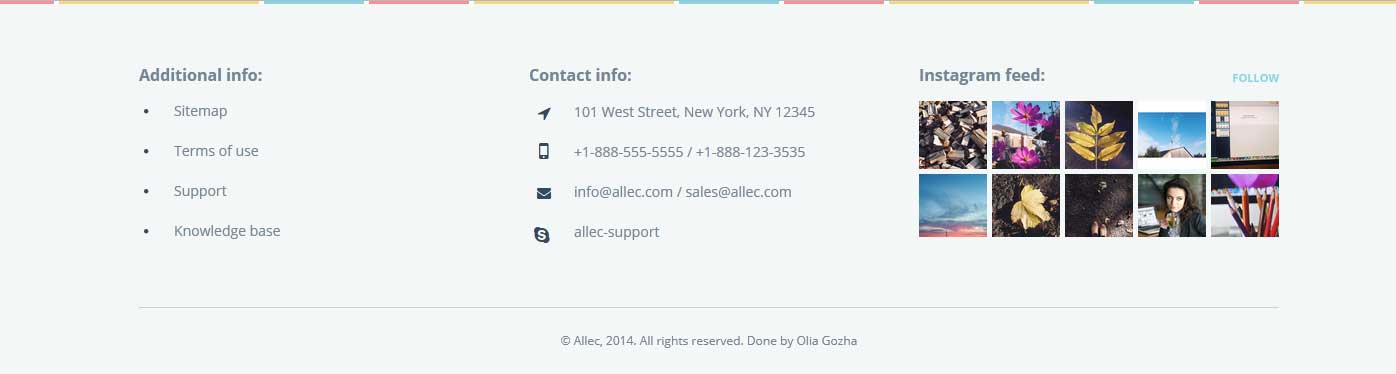 Additional info:
Sitemap
Terms of use
Support
Knowledge base
Contact info:
101 West Street, New York, NY 12345
+1-888-555-5555 / +1-888-123-3535
info@allec.com / sales@allec.com
allec-support
Instagram feed:
FOLLOW
© Allec, 2014. All rights reserved. Done by Olia Gozha